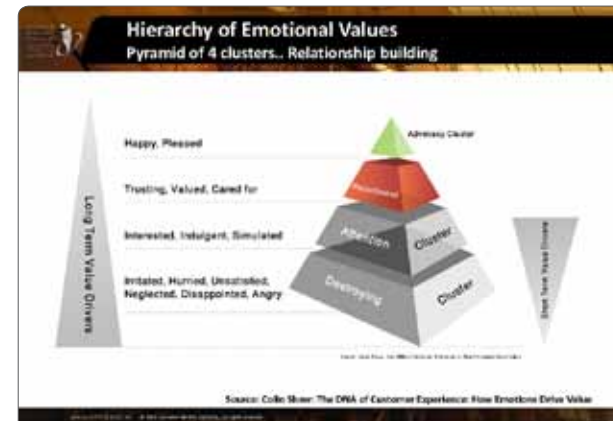 Hierarchy of Emotional Values
Pyramid of 4 clusters.. Relationship building
Advocacy Cluster
Happy, Pleased
Trusting, Valued, Cared for
Interested, Indulgent, Simulated
Irritated, Hurried, Unsatisfied,
Neglected, Disappointed, Angry
Attention
Cluster
Destroying
Cluster
Long Term Value Drivers
Short Term Value Drivers
Source: Colin Shaw: The DNA of Customer Experience: How Emotions Drive Value